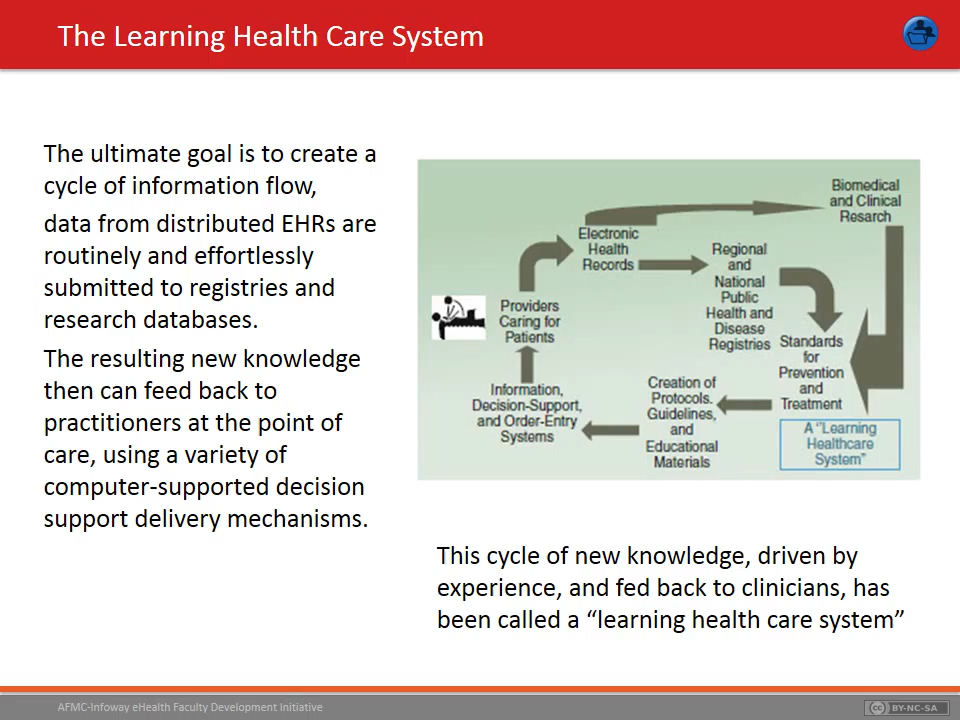 The Learning Health Care System
The ultimate goal is to create a
cycle of information flow,
data from distributed EHRs are
routinely and effortlessly
submitted to registries and
research databases.
The resulting new knowledge
then can feed back to
practitioners at the point of
care, using a variety of
computer-supported decision
support delivery mechanisms.
Biomedical
and Clinical
Resarch
Electronic
Health
Records
Regional
and
National
Public
Health and
Disease
Registries
Providers
Caring for
Patients
Standards
for
Prevention
and
Treatment
Creation of
Protocols.
Guidelines,
and
Educational
Materials
Information,
Decision-Support,
and Order-Entry
Systems
A "Learning
Healthcare
System"
This cycle of new knowledge, driven by
experience, and fed back to clinicians, has
been called a “learning health care system”
AFMC-Infoway eHealth Faculty Development Initiative
cc BY-NC-SA